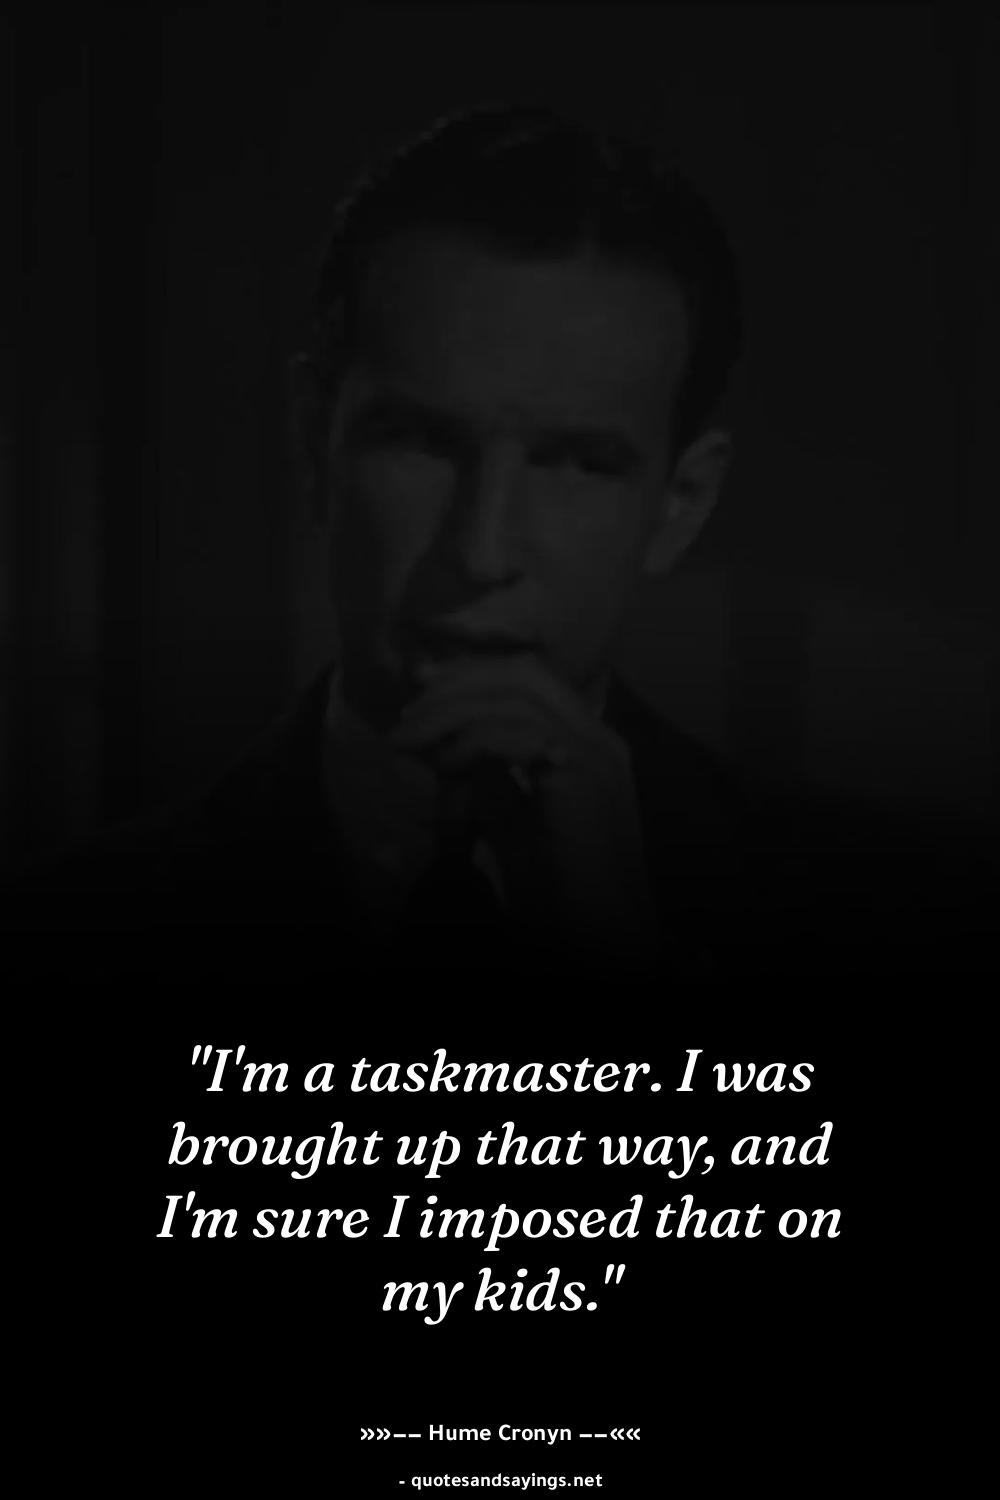 "I'm a taskmaster. I was
brought up that way, and
I'm sure I imposed that on
my kids."
»»–– Hume Cronyn ––««
- quotesandsayings.net